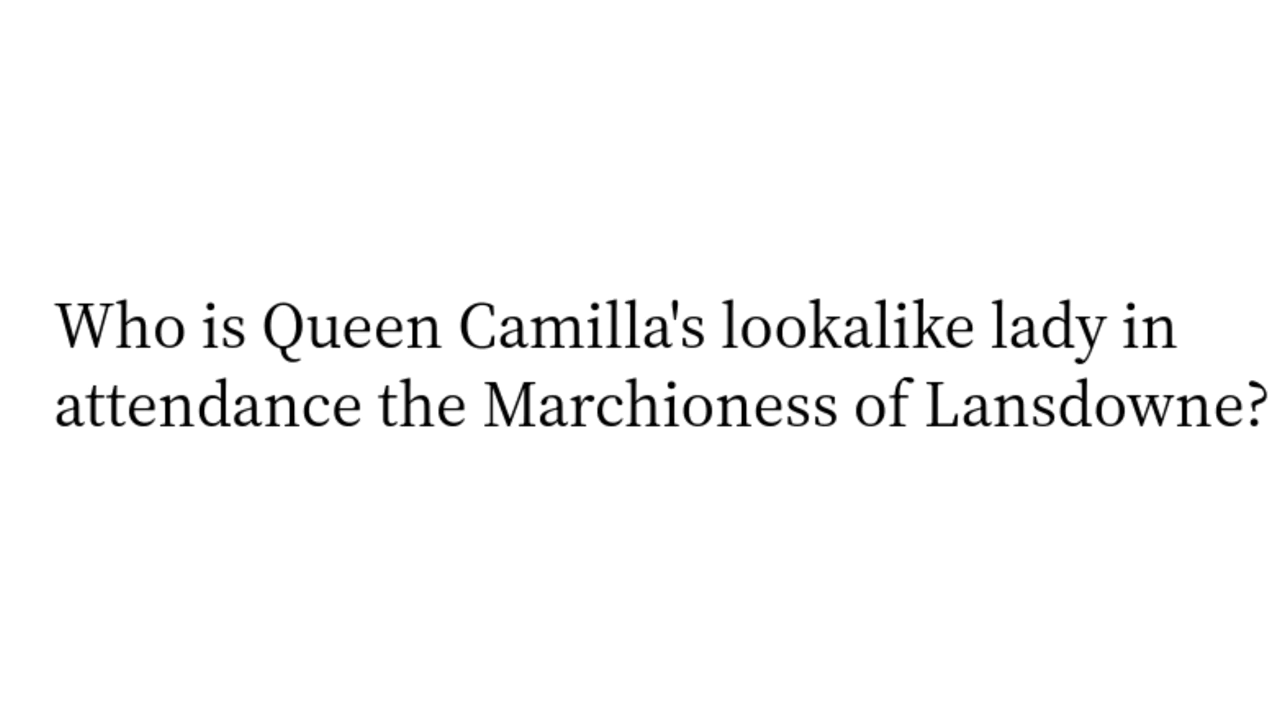 Who is Queen Camilla's lookalike lady in
attendance the Marchioness of Lansdowne?